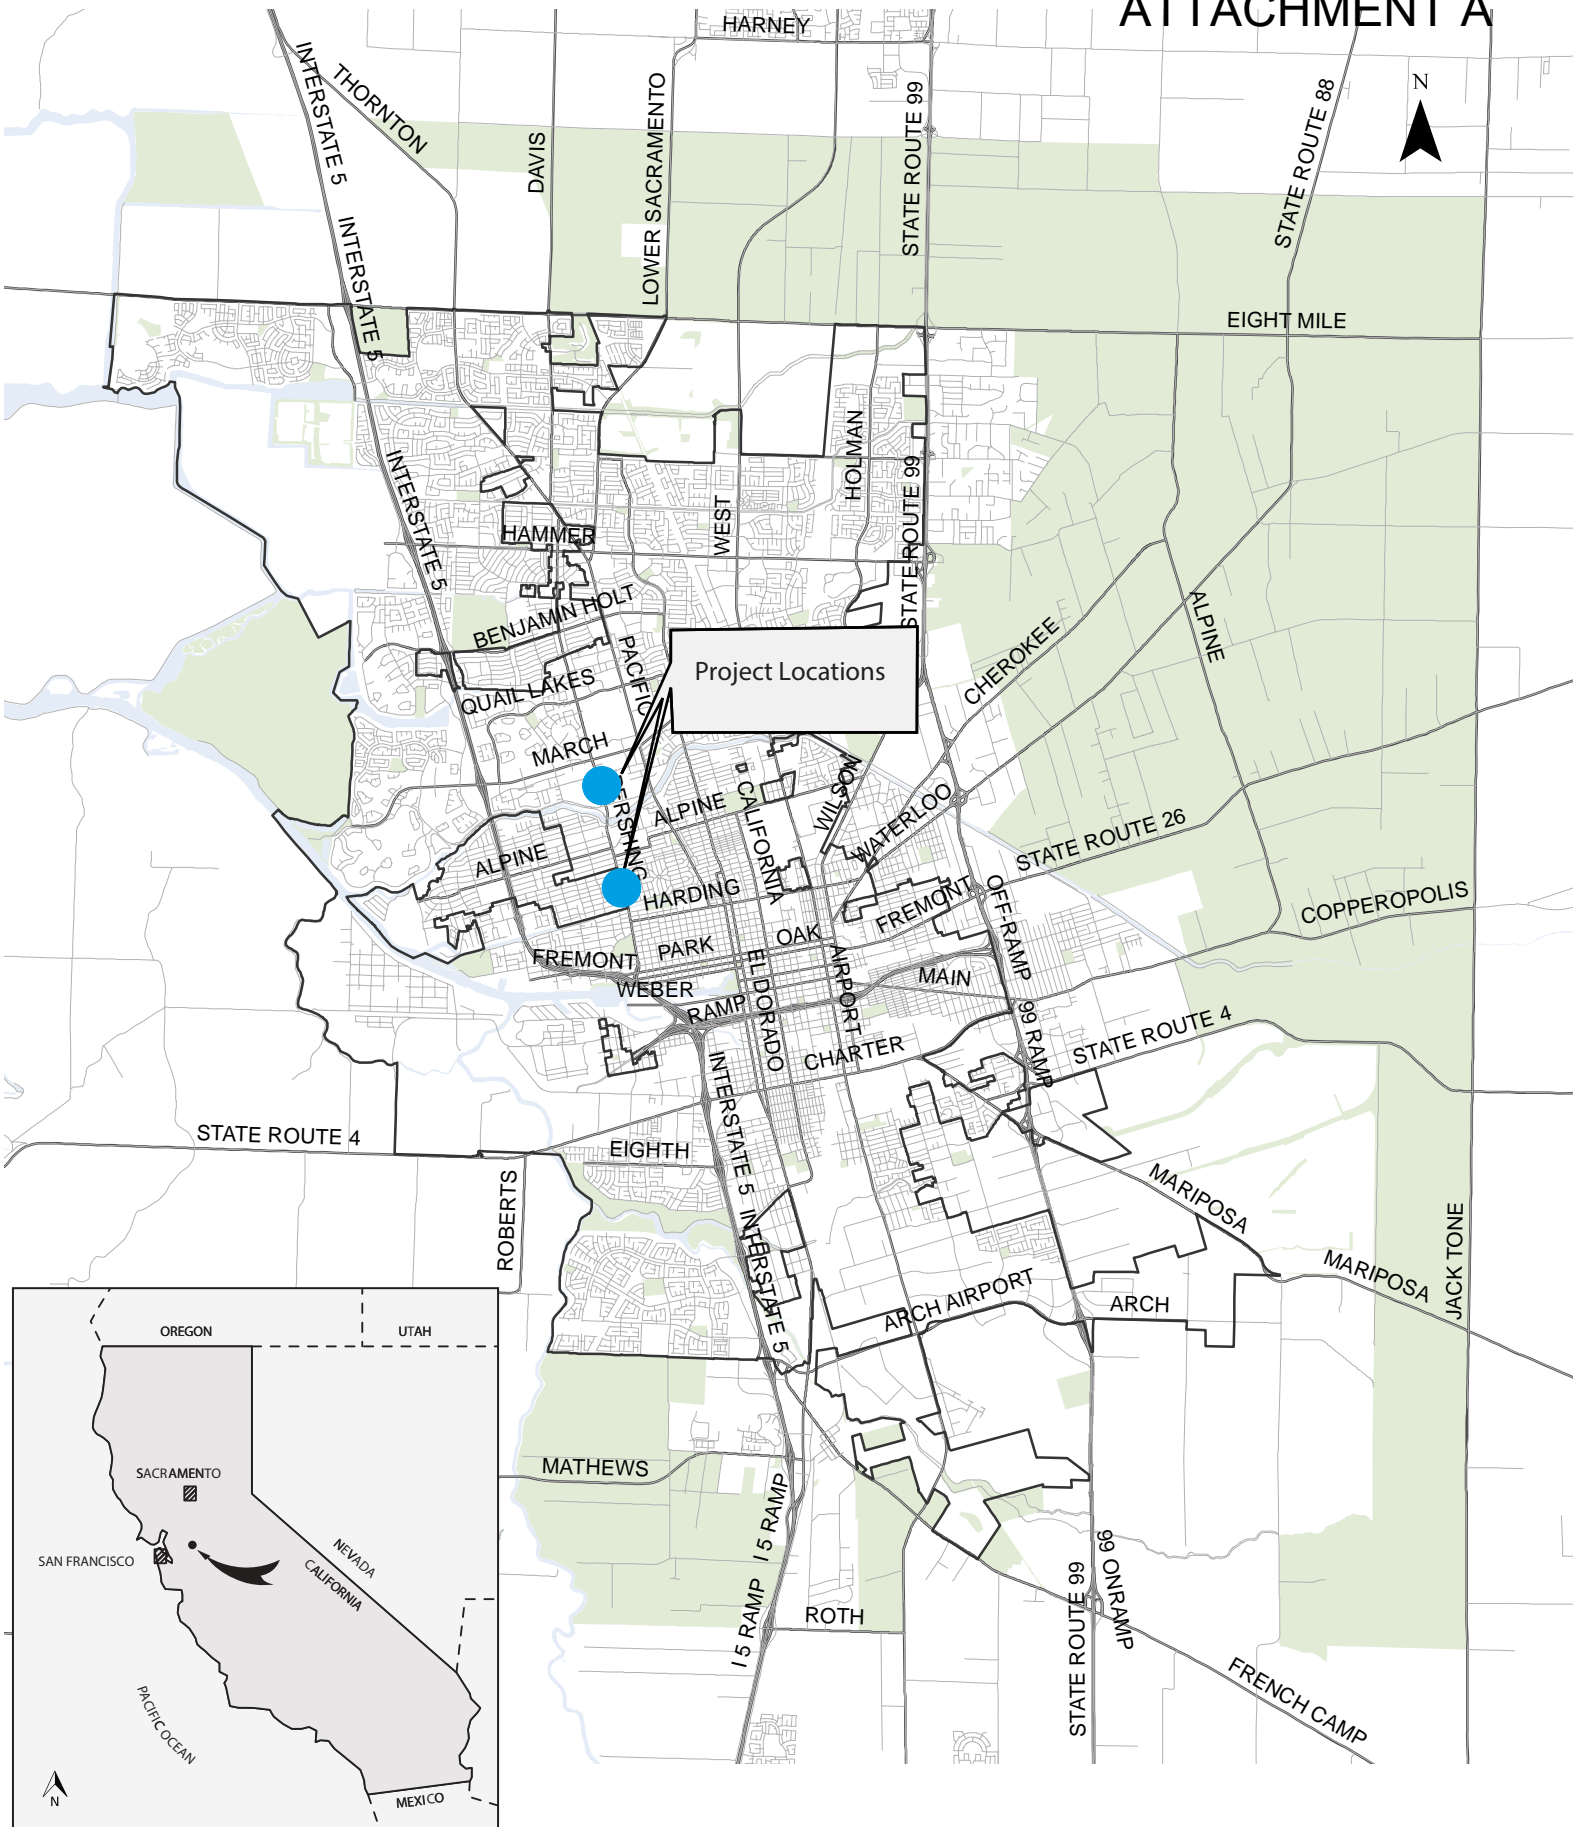 ATTACHMENT A
HARNEY
N
INTERSTATE 5
THORNTON
DAVIS
LOWER SACRAMENTO
STATE ROUTE 99
STATE ROUTE 88
INTERSTATE 5
EIGHT MILE
INTERSTATE 5
HOLMAN
STATE ROUTE 99
WEST
HAMMER
BENJAMIN HOLT
PACIFIC
QUAIL LAKES
Project Locations
CHEROKEE
ALPINE
MARCH
PERSHING
ALPINE
CALIFORNIA
WILSON
WATERLOO
STATE ROUTE 26
ALPINE
HARDING
FREMONT
OFF-RAMP
COPPEROPOLIS
FREMONT
PARK
OAK
EL DORADO
AIRPORT
MAIN
WEBER
RAMP
99 RAMP
STATE ROUTE 4
CHARTER
INTERSTATE 5
STATE ROUTE 4
EIGHTH
ROBERTS
INTERSTATE 5
MARIPOSA
MARIPOSA
JACK TONE
ARCH AIRPORT
ARCH
MATHEWS
I 5 RAMP
I 5 RAMP
ROTH
STATE ROUTE 99
99 ONRAMP
FRENCH CAMP
OREGON
UTAH
SACRAMENTO
SAN FRANCISCO
NEVADA
CALIFORNIA
PACIFIC OCEAN
MEXICO
N